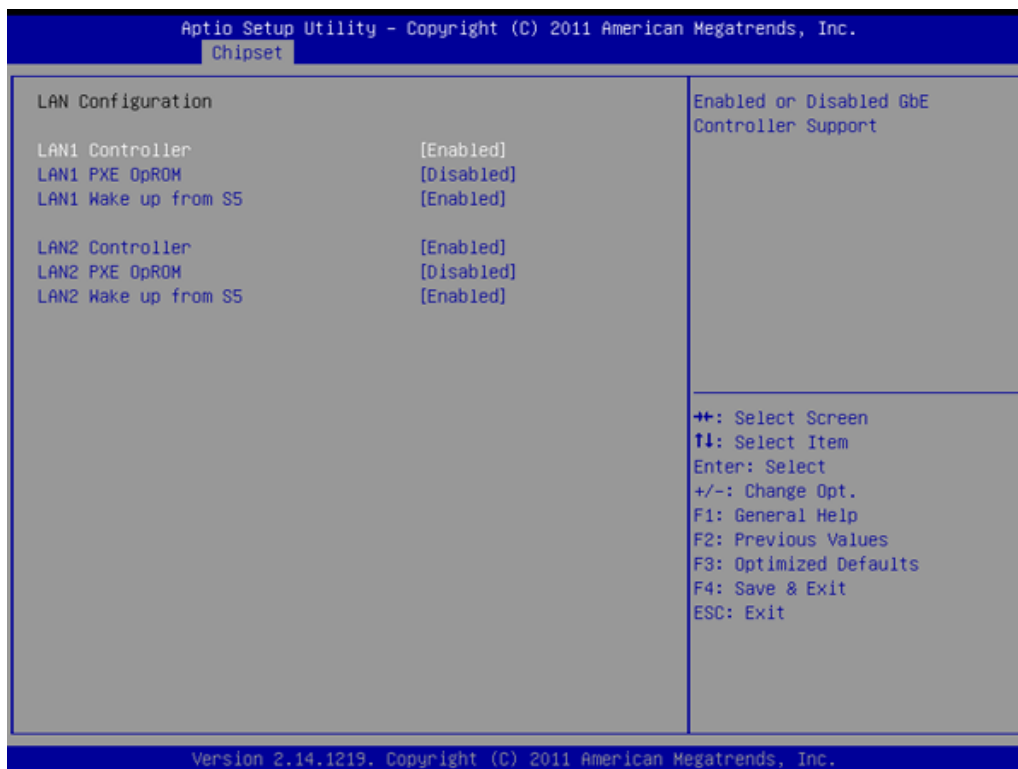 Aptio Setup Utility – Copyright (C) 2011 American Megatrends, Inc.
Chipset
LAN Configuration
LAN1 Controller [Enabled]
LAN1 PXE OpROM [Disabled]
LAN1 Wake up from S5 [Enabled]
LAN2 Controller [Enabled]
LAN2 PXE OpROM [Disabled]
LAN2 Wake up from S5 [Enabled]
Enabled or Disabled GbE
Controller Support
→←: Select Screen
↑↓: Select Item
Enter: Select
+/-: Change Opt.
F1: General Help
F2: Previous Values
F3: Optimized Defaults
F4: Save & Exit
ESC: Exit
Version 2.14.1219. Copyright (C) 2011 American Megatrends, Inc.